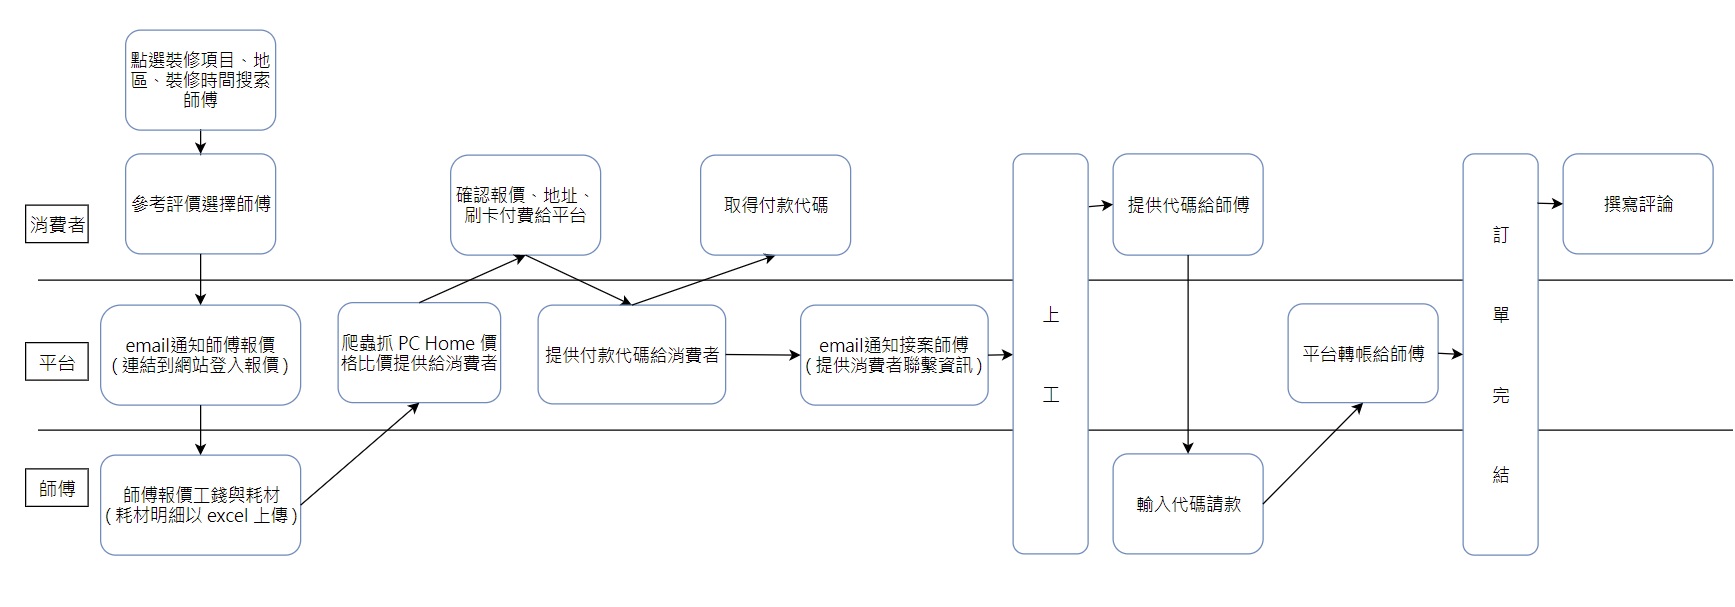 點選裝修項目、地
區、裝修時間搜索
師傅
消費者
參考評價選擇師傅
確認報價、地址、
刷卡付費給平台
取得付款代碼
提供代碼給師傅
撰寫評論
平台
email通知師傅報價
(連結到網站登入報價)
爬蟲抓 PC Home 價
格比價提供給消費者
提供付款代碼給消費者
email通知接案師傅
(提供消費者聯繫資訊)
上
工
平台轉帳給師傅
訂
單
完
結
師傅
師傅報價工錢與耗材
(耗材明細以 excel 上傳)
輸入代碼請款